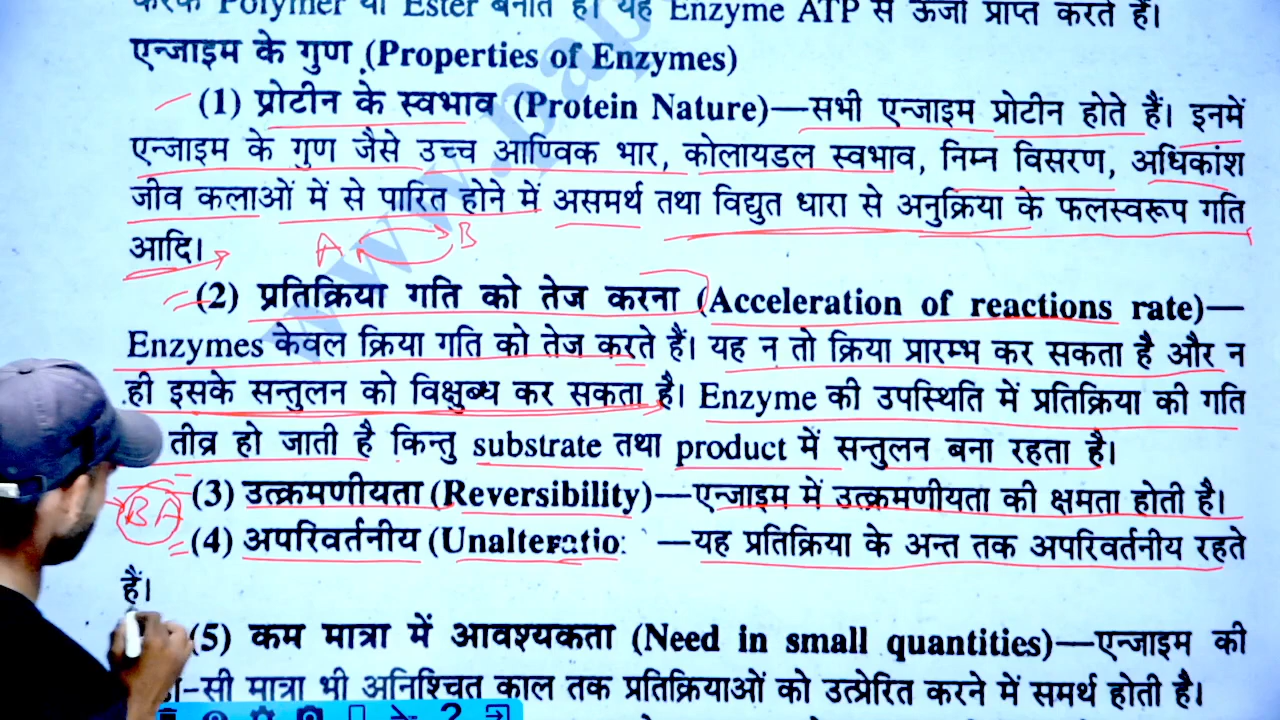 करके Polymer या Ester बनाते हैं। यह Enzyme ATP से ऊर्जा प्राप्त करते हैं।
एन्जाइम के गुण (Properties of Enzymes)
(1) प्रोटीन के स्वभाव (Protein Nature)—सभी एन्जाइम प्रोटीन होते हैं। इनमें
एन्जाइम के गुण जैसे उच्च आण्विक भार, कोलायडल स्वभाव, निम्न विसरण, अधिकांश
जीव कलाओं में से पारित होने में असमर्थ तथा विद्युत धारा से अनुक्रिया के फलस्वरूप गति
आदि।
A B
(2) प्रतिक्रिया गति को तेज करना (Acceleration of reactions rate)—
Enzymes केवल क्रिया गति को तेज करते हैं। यह न तो क्रिया प्रारम्भ कर सकता है और न
ही इसके सन्तुलन को विक्षुब्ध कर सकता है। Enzyme की उपस्थिति में प्रतिक्रिया की गति
तीव्र हो जाती है किन्तु substrate तथा product में सन्तुलन बना रहता है।
(3) उत्क्रमणीयता (Reversibility)—एन्जाइम में उत्क्रमणीयता की क्षमता होती है।
B A
(4) अपरिवर्तनीय (Unalteratio —यह प्रतिक्रिया के अन्त तक अपरिवर्तनीय रहते
हैं।
(5) कम मात्रा में आवश्यकता (Need in small quantities)—एन्जाइम की
सी मात्रा भी अनिश्चित काल तक प्रतिक्रियाओं को उत्प्रेरित करने में समर्थ होती है।
www.pap